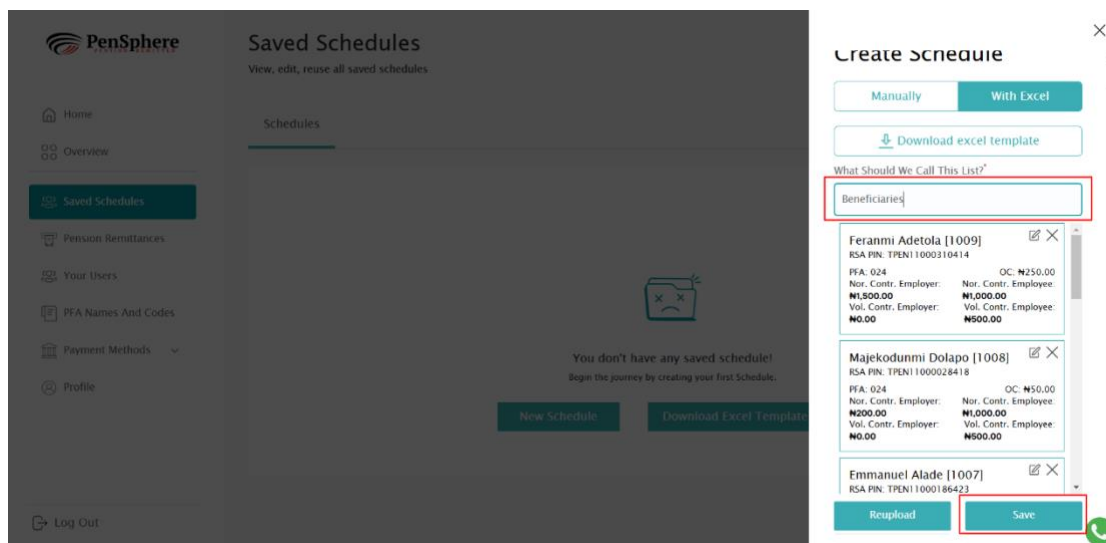 PenSphere
Home
Overview
Saved Schedules
Pension Remittances
Your Users
PFA Names And Codes
Payment Methods
Profile
Log Out
Saved Schedules
View, edit, reuse all saved schedules
Schedules
You don't have any saved schedule!
Begin the journey by creating your first Schedule.
New Schedule
Download Excel Template
Create Schedule
Manually
With Excel
Download excel template
What Should We Call This List?*
Beneficiaries
Feranmi Adetola [1009]
RSA PIN: TPEN11000310414
PFA: 024 OC: ₦250.00
Nor. Contr. Employer: Nor. Contr. Employee:
₦1,500.00 ₦1,000.00
Vol. Contr. Employer: Vol. Contr. Employee:
₦0.00 ₦500.00
Majekodunmi Dolapo [1008]
RSA PIN: TPEN11000028418
PFA: 024 OC: ₦50.00
Nor. Contr. Employer: Nor. Contr. Employee:
₦200.00 ₦1,000.00
Vol. Contr. Employer: Vol. Contr. Employee:
₦0.00 ₦500.00
Emmanuel Alade [1007]
RSA PIN: TPEN11000186423
Reupload
Save